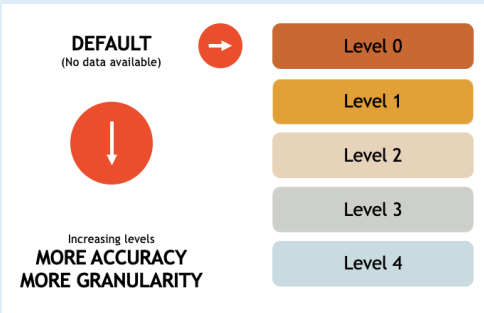 DEFAULT
(No data available)
Level 0
Level 1
Level 2
Level 3
Level 4
Increasing levels
MORE ACCURACY
MORE GRANULARITY